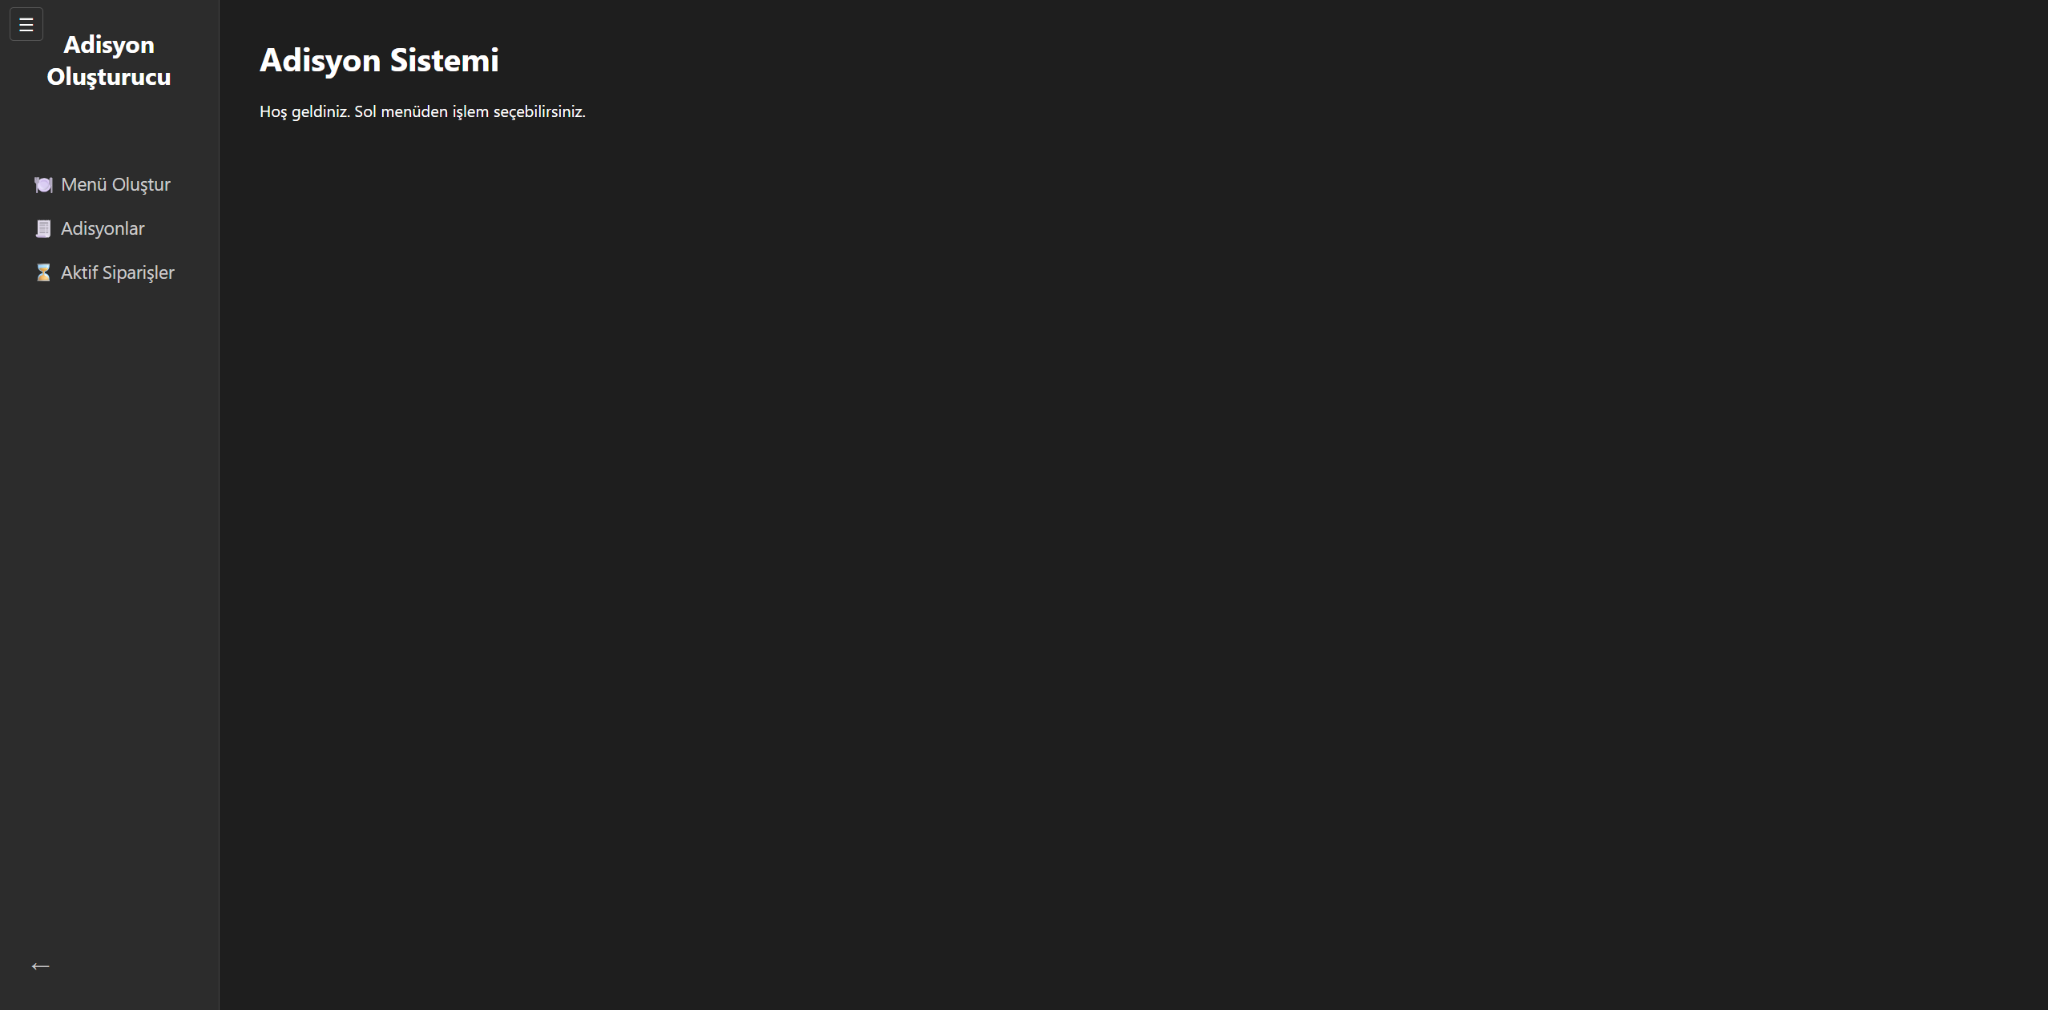 ☰
Adisyon
Oluşturucu
Menü Oluştur
Adisyonlar
Aktif Siparişler
←
Adisyon Sistemi
Hoş geldiniz. Sol menüden işlem seçebilirsiniz.